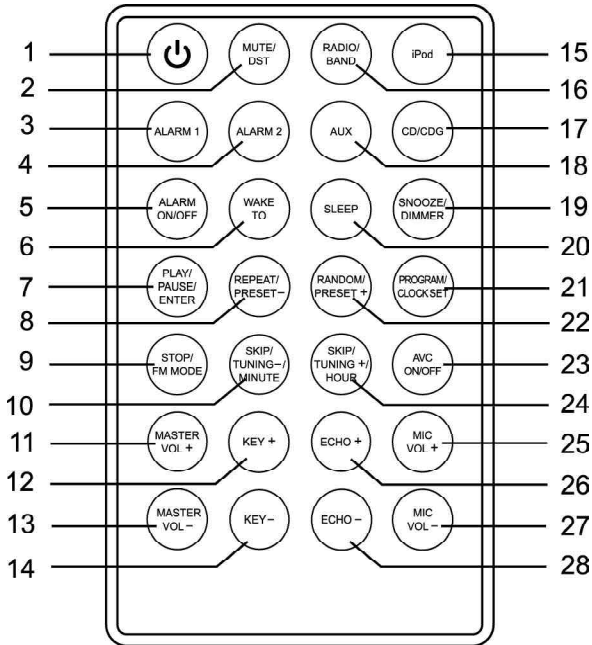 1
MUTE/
DST
RADIO/
BAND
iPod
15
2
16
3
ALARM 1
ALARM 2
AUX
CD/CDG
17
4
18
5
ALARM
ON/OFF
WAKE
TO
SLEEP
SNOOZE/
DIMMER
19
6
20
7
PLAY/
PAUSE/
ENTER
REPEAT/
PRESET−
RANDOM/
PRESET +
PROGRAM/
CLOCK SET
21
8
22
9
STOP/
FM MODE
SKIP/
TUNING−/
MINUTE
SKIP/
TUNING +/
HOUR
AVC
ON/OFF
23
10
24
11
MASTER
VOL +
KEY +
ECHO +
MIC
VOL +
25
12
26
13
MASTER
VOL−
KEY−
ECHO −
MIC
VOL−
27
14
28